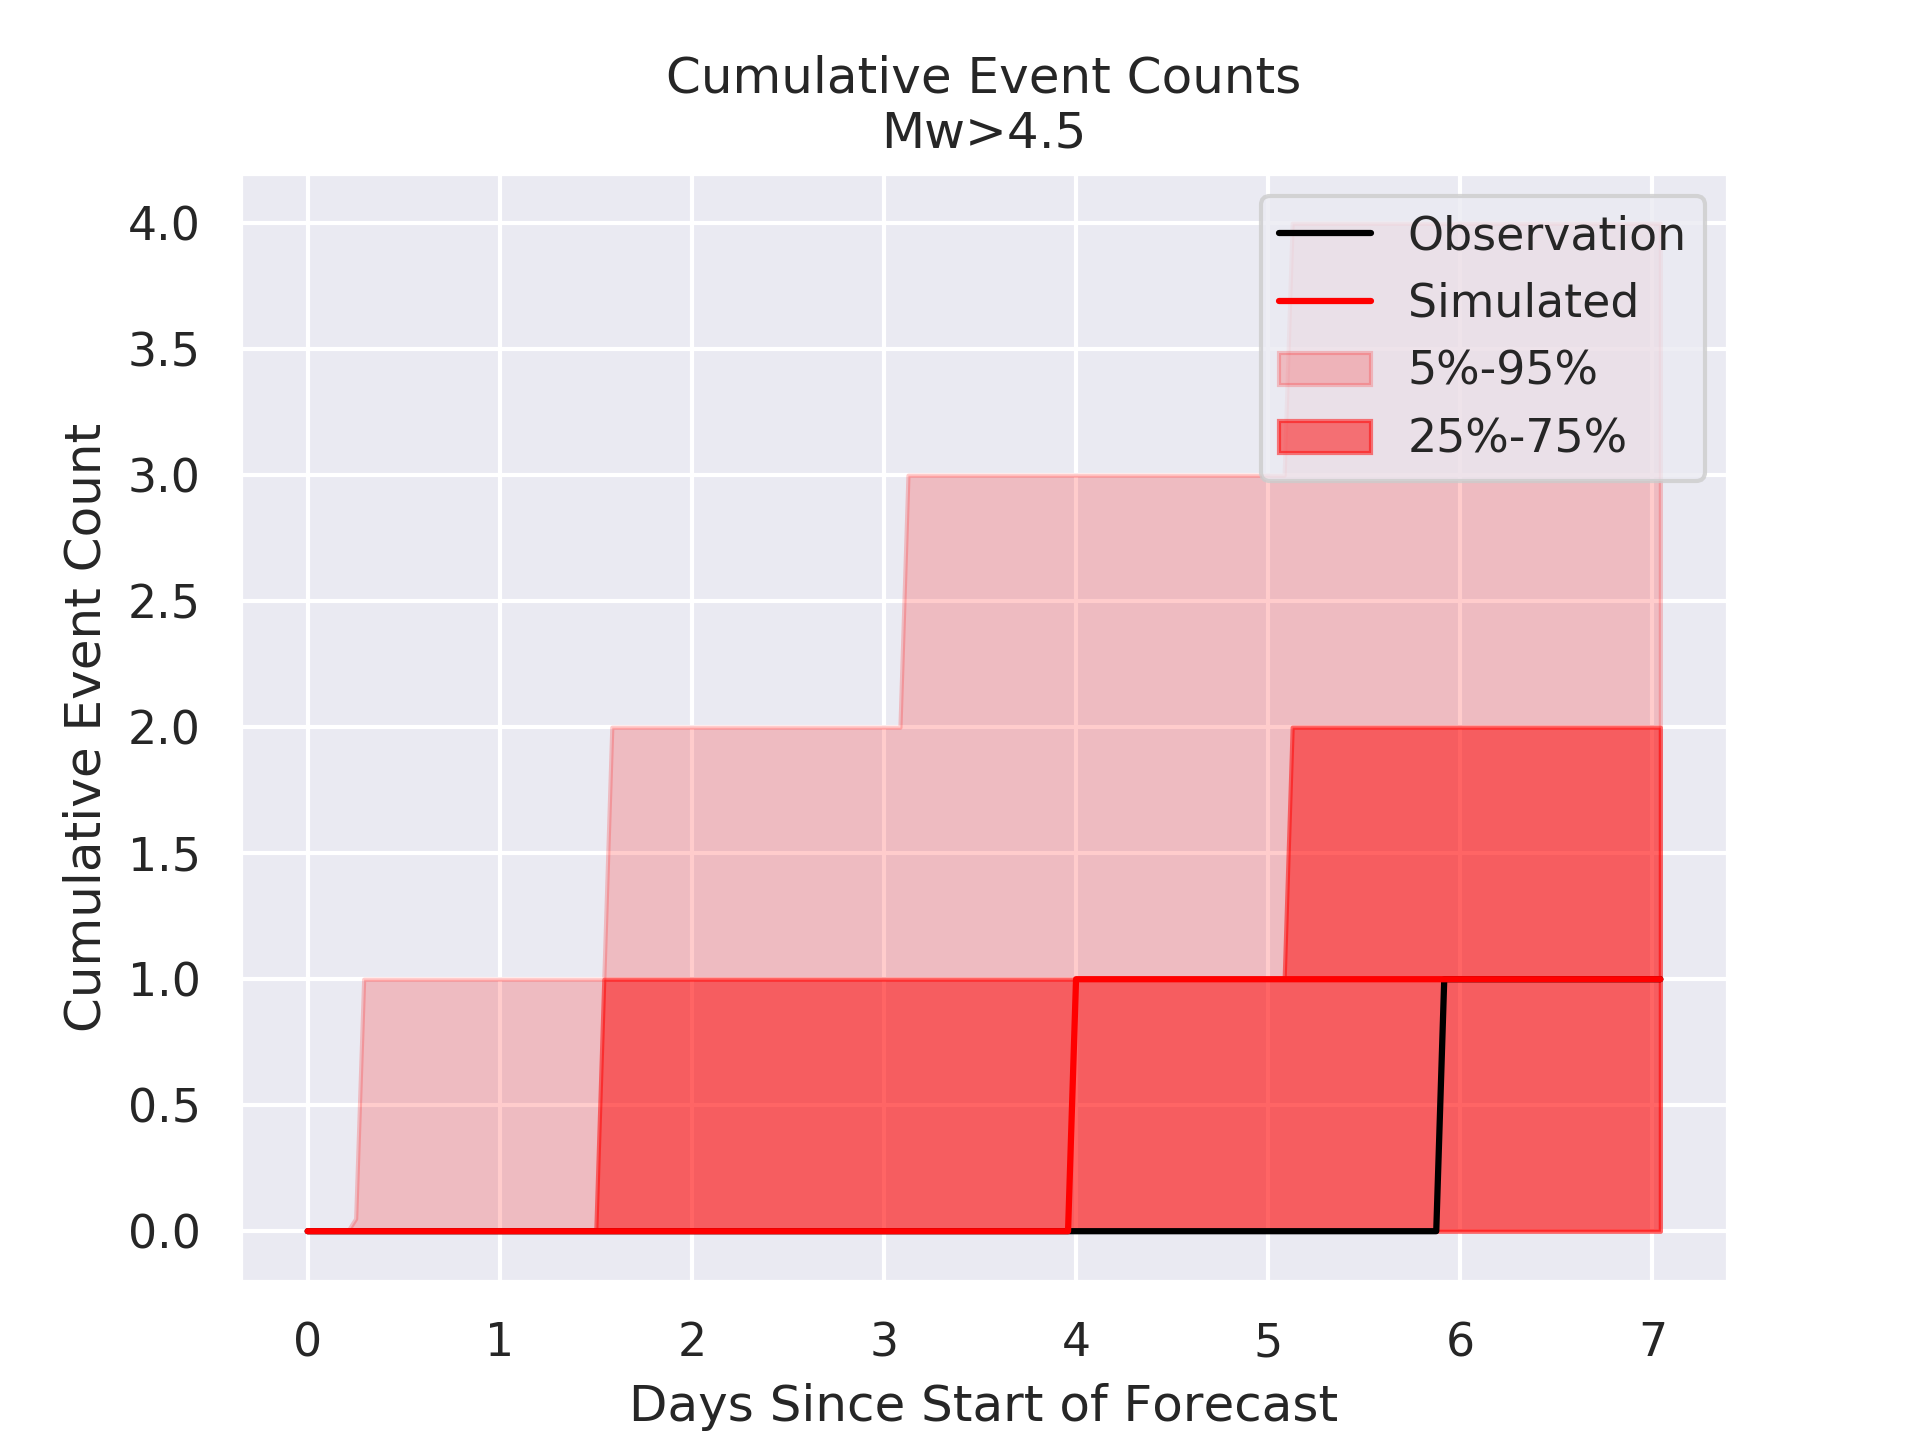 Cumulative Event Counts
Mw>4.5
Cumulative Event Count
4.0
3.5
3.0
2.5
2.0
1.5
1.0
0.5
0.0
Observation
Simulated
5%-95%
25%-75%
0 1 2 3 4 5 6 7
Days Since Start of Forecast